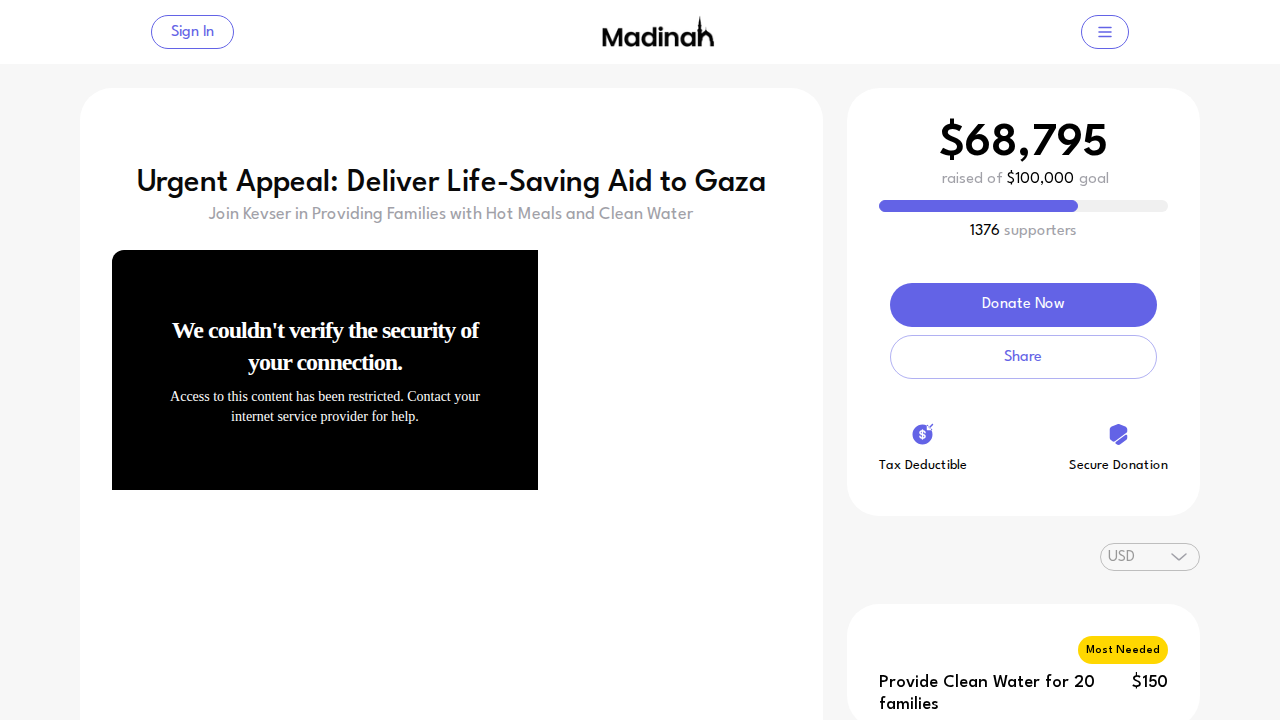 Sign In
Madinah
Urgent Appeal: Deliver Life-Saving Aid to Gaza
Join Kevser in Providing Families with Hot Meals and Clean Water
We couldn't verify the security of
your connection.
Access to this content has been restricted. Contact your
internet service provider for help.
$68,795
raised of $100,000 goal
1376 supporters
Donate Now
Share
Tax Deductible
Secure Donation
USD
Most Needed
Provide Clean Water for 20 $150
families